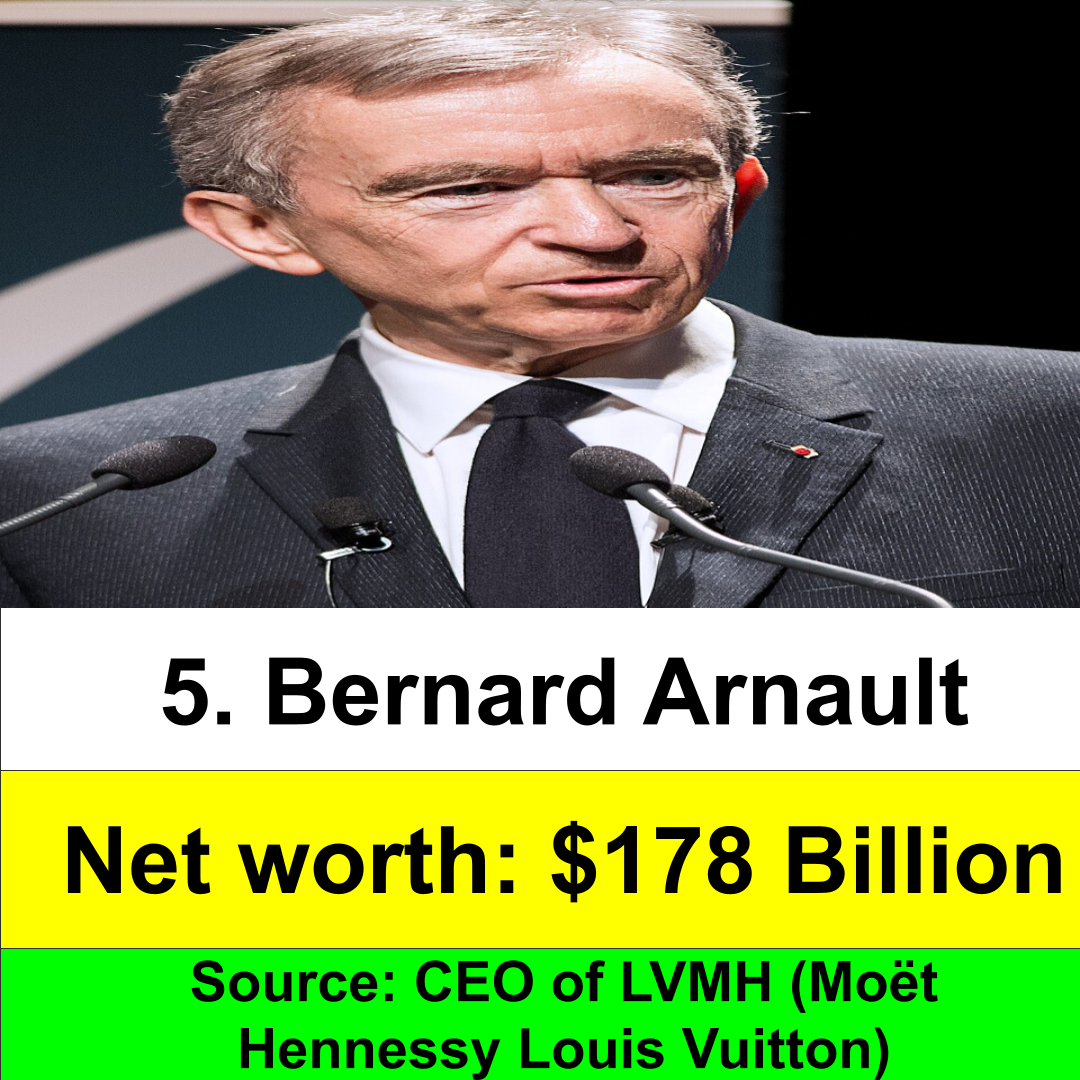 5. Bernard Arnault
Net worth: $178 Billion
Source: CEO of LVMH (Moët
Hennessy Louis Vuitton)